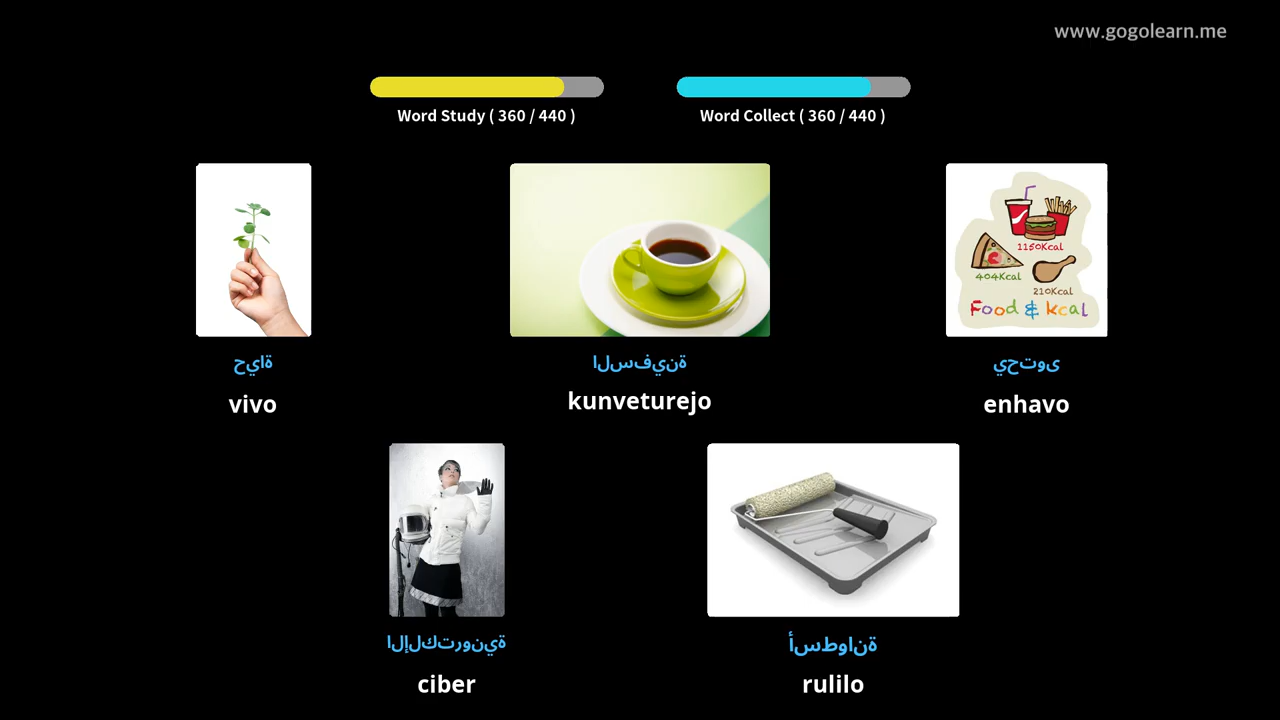 www.gogolearn.me
Word Study ( 360 / 440 )
Word Collect ( 360 / 440 )
1150Kcal
404Kcal
210Kcal
Food & kcal
حياة
vivo
السفينة
kunveturejo
يحتوى
enhavo
الإلكترونية
ciber
أسطوانة
rulilo